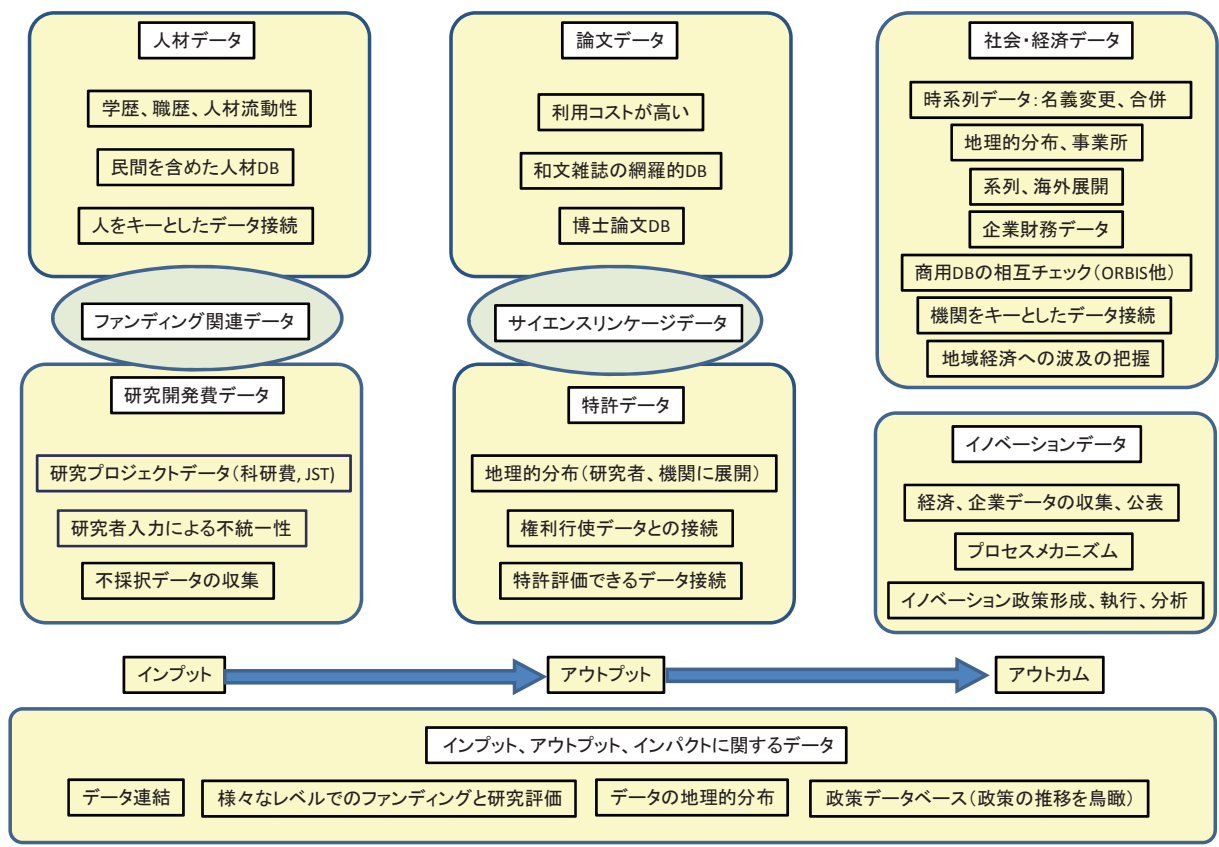 人材データ
学歴、職歴、人材流動性
民間を含めた人材DB
人をキーとしたデータ接続
ファンディング関連データ
研究開発費データ
研究プロジェクトデータ(科研費, JST)
研究者入力による不統一性
不採択データの収集
論文データ
利用コストが高い
和文雑誌の網羅的DB
博士論文DB
サイエンスリンケージデータ
特許データ
地理的分布(研究者、機関に展開)
権利行使データとの接続
特許評価できるデータ接続
社会・経済データ
時系列データ:名義変更、合併
地理的分布、事業所
系列、海外展開
企業財務データ
商用DBの相互チェック(ORBIS他)
機関をキーとしたデータ接続
地域経済への波及の把握
イノベーションデータ
経済、企業データの収集、公表
プロセスメカニズム
イノベーション政策形成、執行、分析
インプット
アウトプット
アウトカム
インプット、アウトプット、インパクトに関するデータ
データ連結
様々なレベルでのファンディングと研究評価
データの地理的分布
政策データベース(政策の推移を鳥瞰)